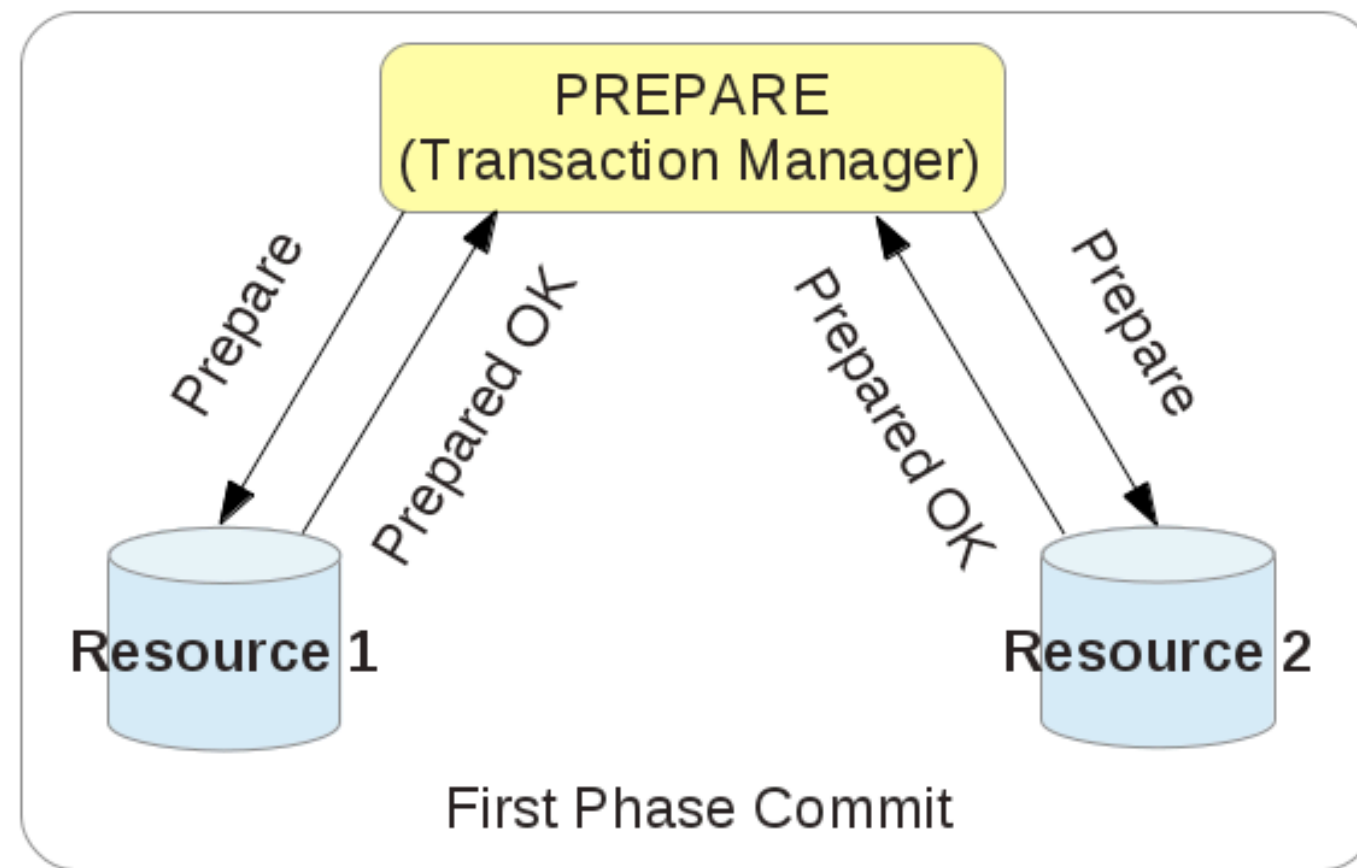 PREPARE
(Transaction Manager)
Prepare
Prepared OK
Prepared OK
Prepare
Resource 1
Resource 2
First Phase Commit